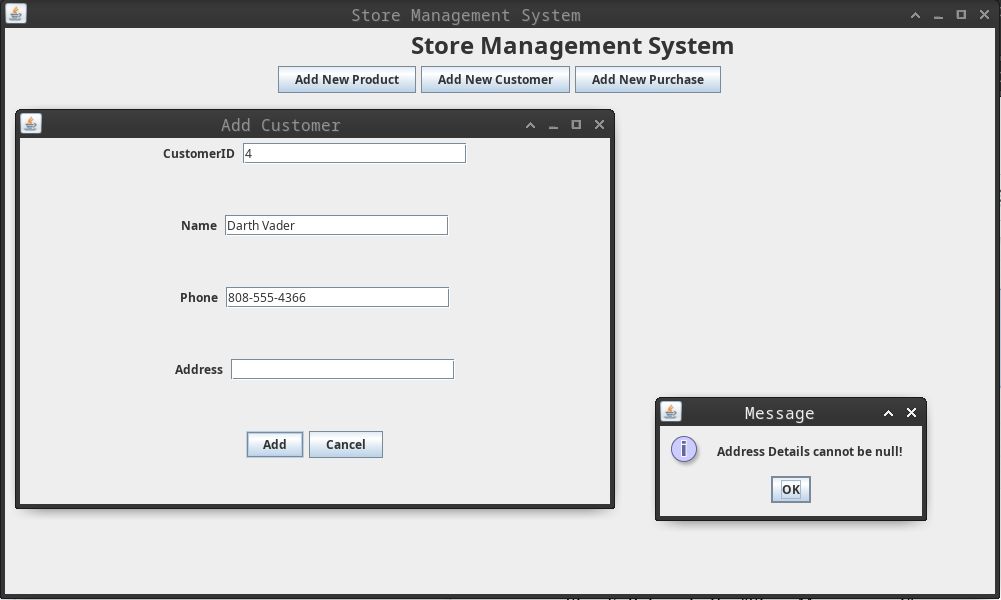 Store Management System
Store Management System
Add New Product Add New Customer Add New Purchase
Add Customer
CustomerID 4
Name Darth Vader
Phone 808-555-4366
Address
Add Cancel
Message
Address Details cannot be null!
OK